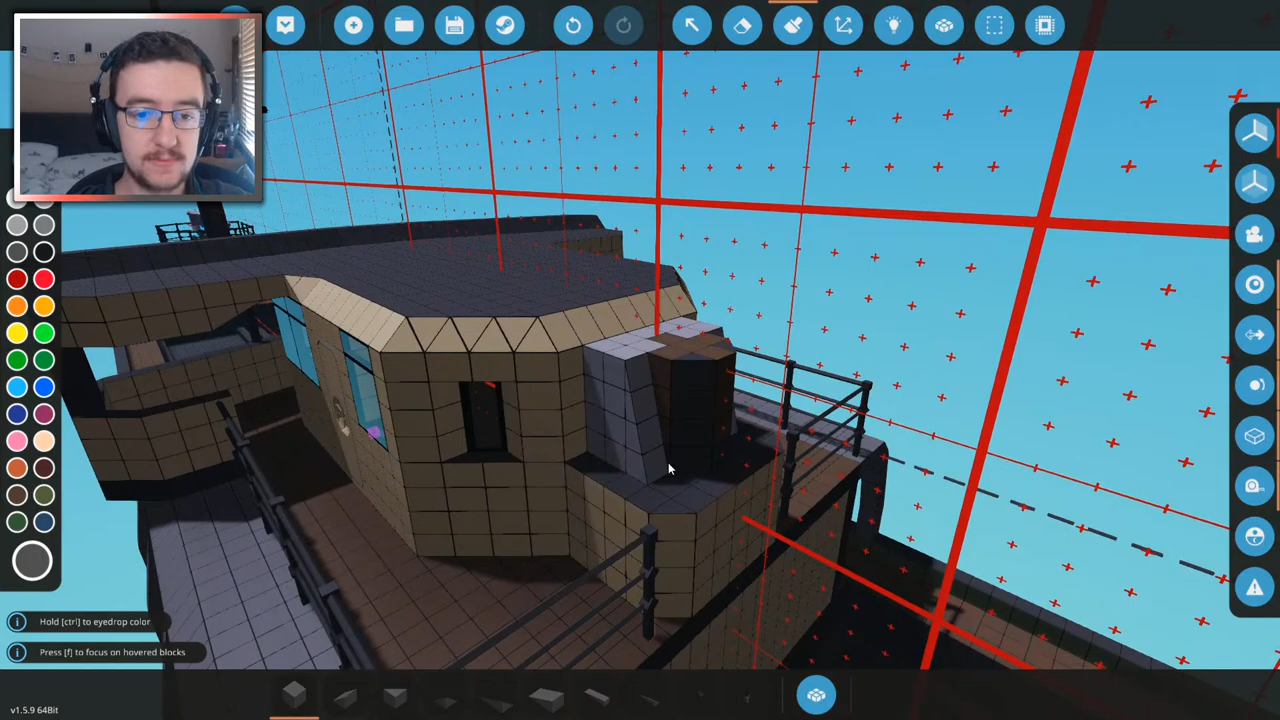 Hold [ctrl] to eyedrop color
Press [f] to focus on hovered blocks
v1.5.9 64Bit